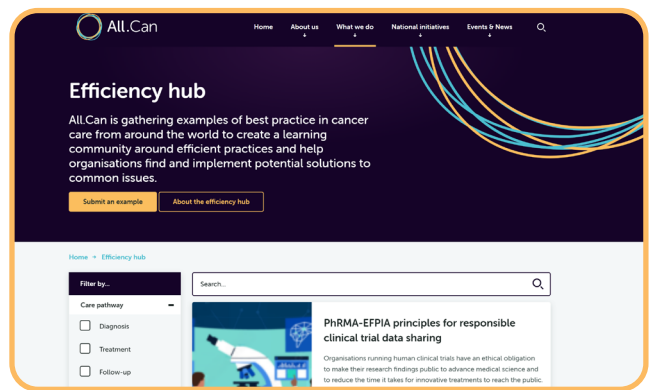 All.Can
Home About us What we do National initiatives Events & News
Efficiency hub
All.Can is gathering examples of best practice in cancer
care from around the world to create a learning
community around efficient practices and help
organisations find and implement potential solutions to
common issues.
Submit an example About the efficiency hub
Home Efficiency hub
Filter by...
Search...
Care pathway
Diagnosis
Treatment
Follow-up
PhRMA-EFPIA principles for responsible
clinical trial data sharing
Organisations running human clinical trials have an ethical obligation
to make their research findings public to advance medical science and
to reduce the time it takes for innovative treatments to reach the public.